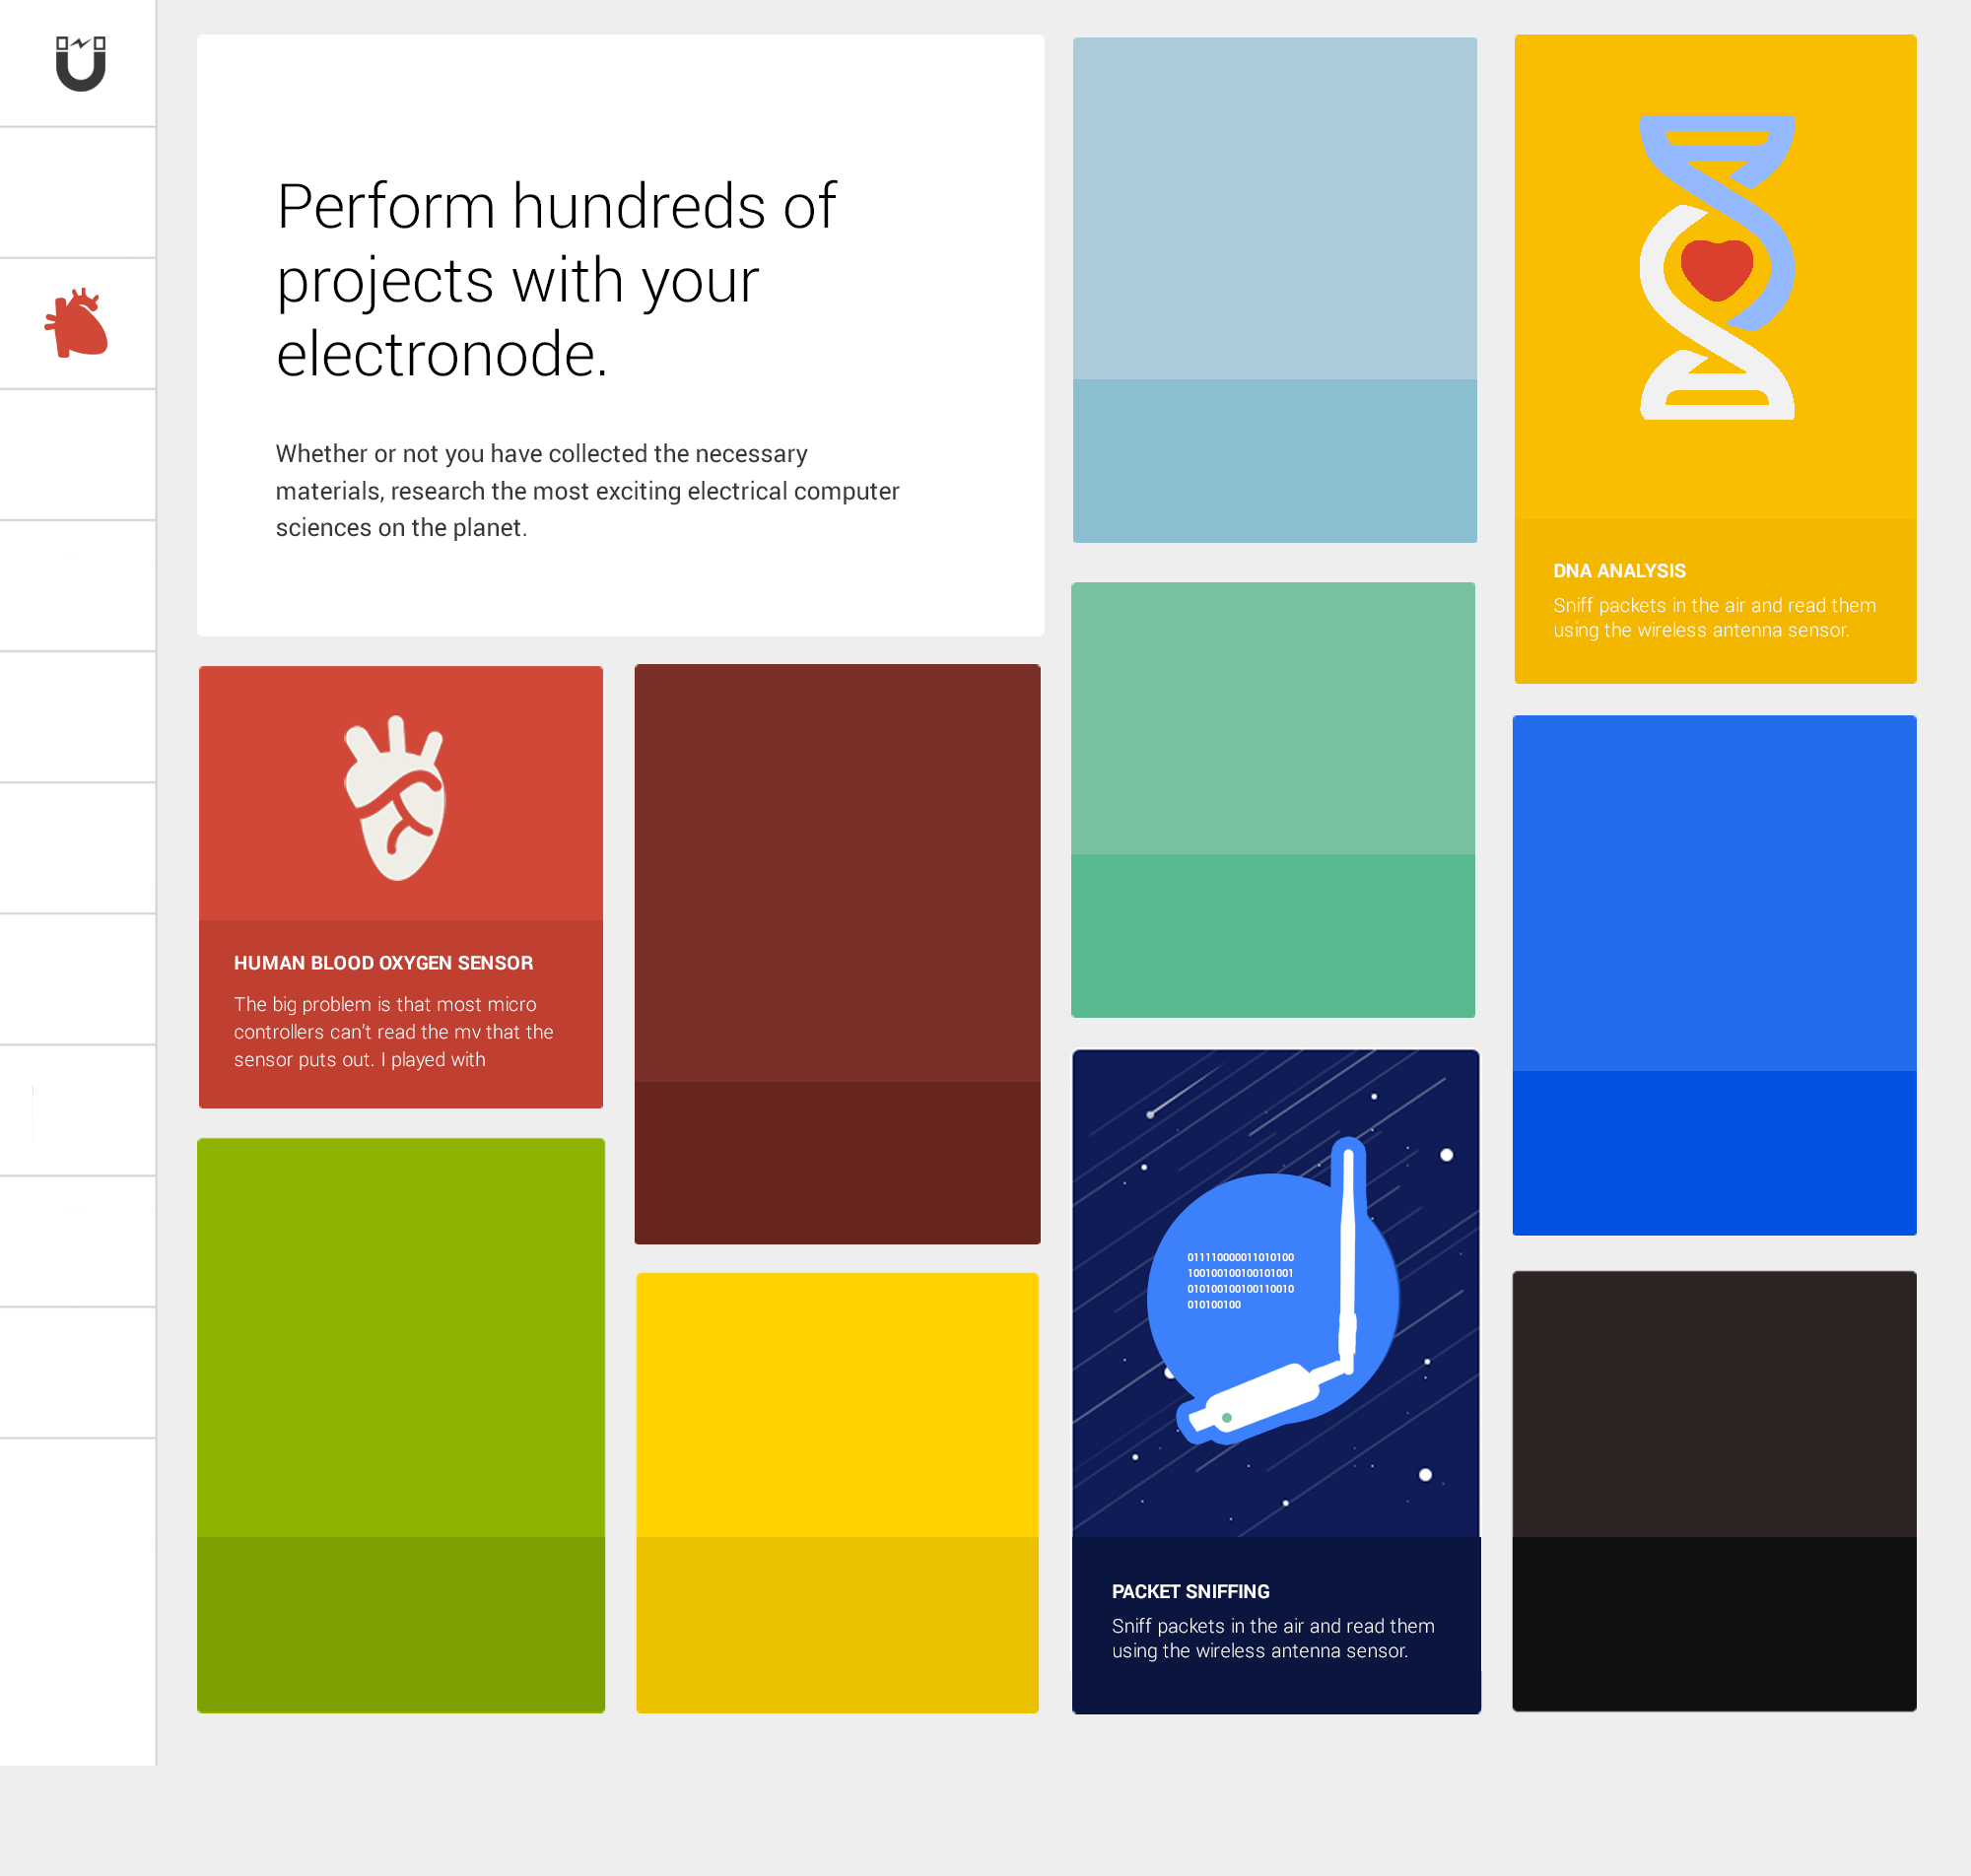 Perform hundreds of
projects with your
electronode.
Whether or not you have collected the necessary
materials, research the most exciting electrical computer
sciences on the planet.
DNA ANALYSIS
Sniff packets in the air and read them
using the wireless antenna sensor.
HUMAN BLOOD OXYGEN SENSOR
The big problem is that most micro
controllers can't read the mv that the
sensor puts out. I played with
011110000011010100
100100100100101001
010100100100110010
010100100
PACKET SNIFFING
Sniff packets in the air and read them
using the wireless antenna sensor.